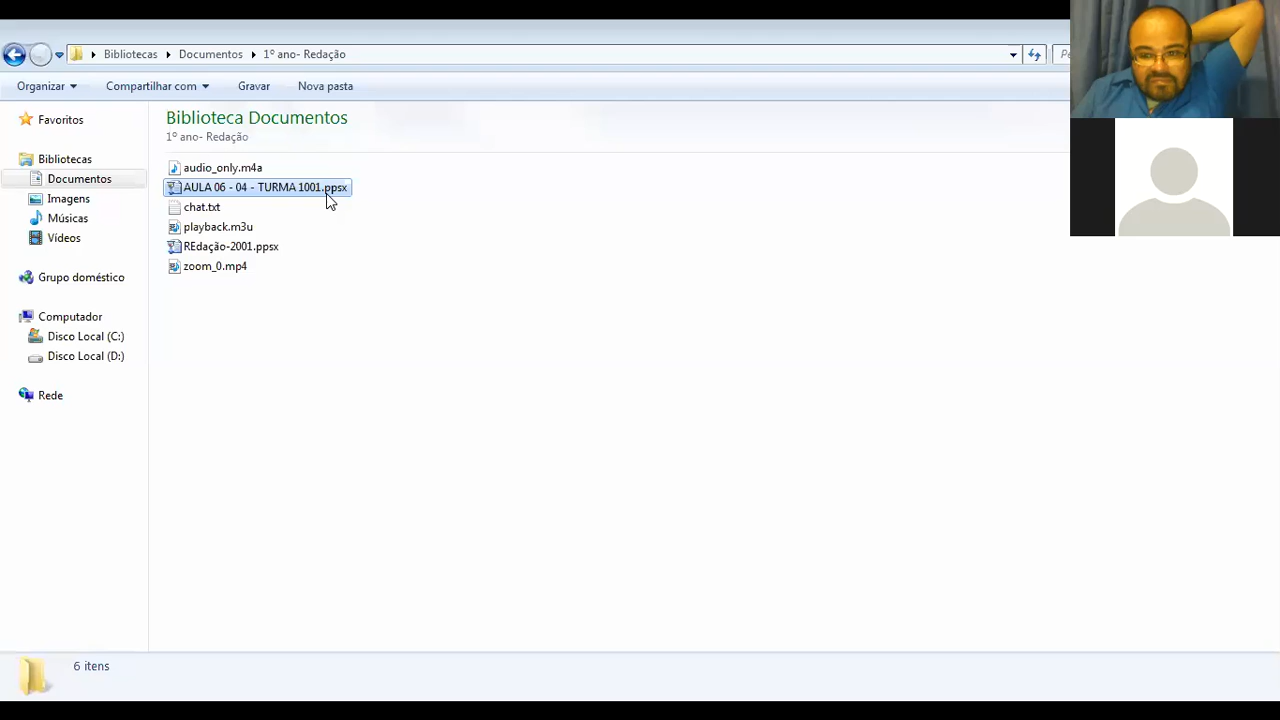 Bibliotecas Documentos 1º ano- Redação
Organizar Compartilhar com Gravar Nova pasta
Favoritos
Bibliotecas
Documentos
Imagens
Músicas
Vídeos
Grupo doméstico
Computador
Disco Local (C:)
Disco Local (D:)
Rede
Biblioteca Documentos
1º ano- Redação
audio_only.m4a
AULA 06 - 04 - TURMA 1001.ppsx
chat.txt
playback.m3u
REdação-2001.ppsx
zoom_0.mp4
6 itens